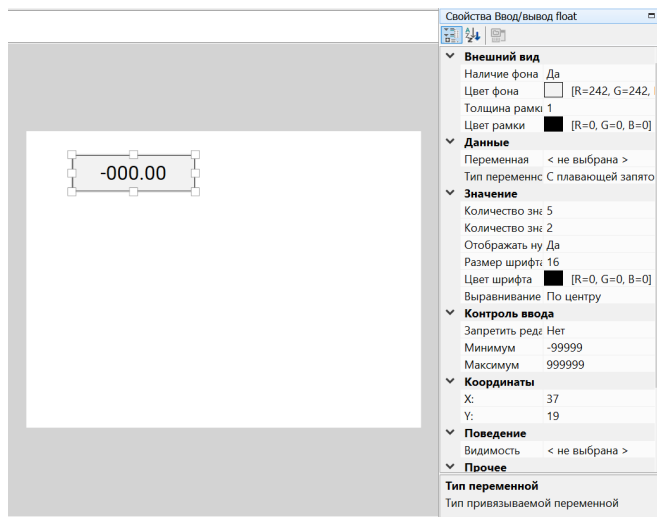 Свойства Ввод/вывод float
Внешний вид
Наличие фона Да
Цвет фона [R=242, G=242,
Толщина рамки 1
Цвет рамки [R=0, G=0, B=0]
Данные
-000.00
Переменная < не выбрана >
Тип переменнс С плавающей запято
Значение
Количество зна 5
Количество зна 2
Отображать ну Да
Размер шрифта 16
Цвет шрифта [R=0, G=0, B=0]
Выравнивание По центру
Контроль ввода
Запретить реда Нет
Минимум -99999
Максимум 999999
Координаты
X: 37
Y: 19
Поведение
Видимость < не выбрана >
Прочее
Тип переменной
Тип привязываемой переменной